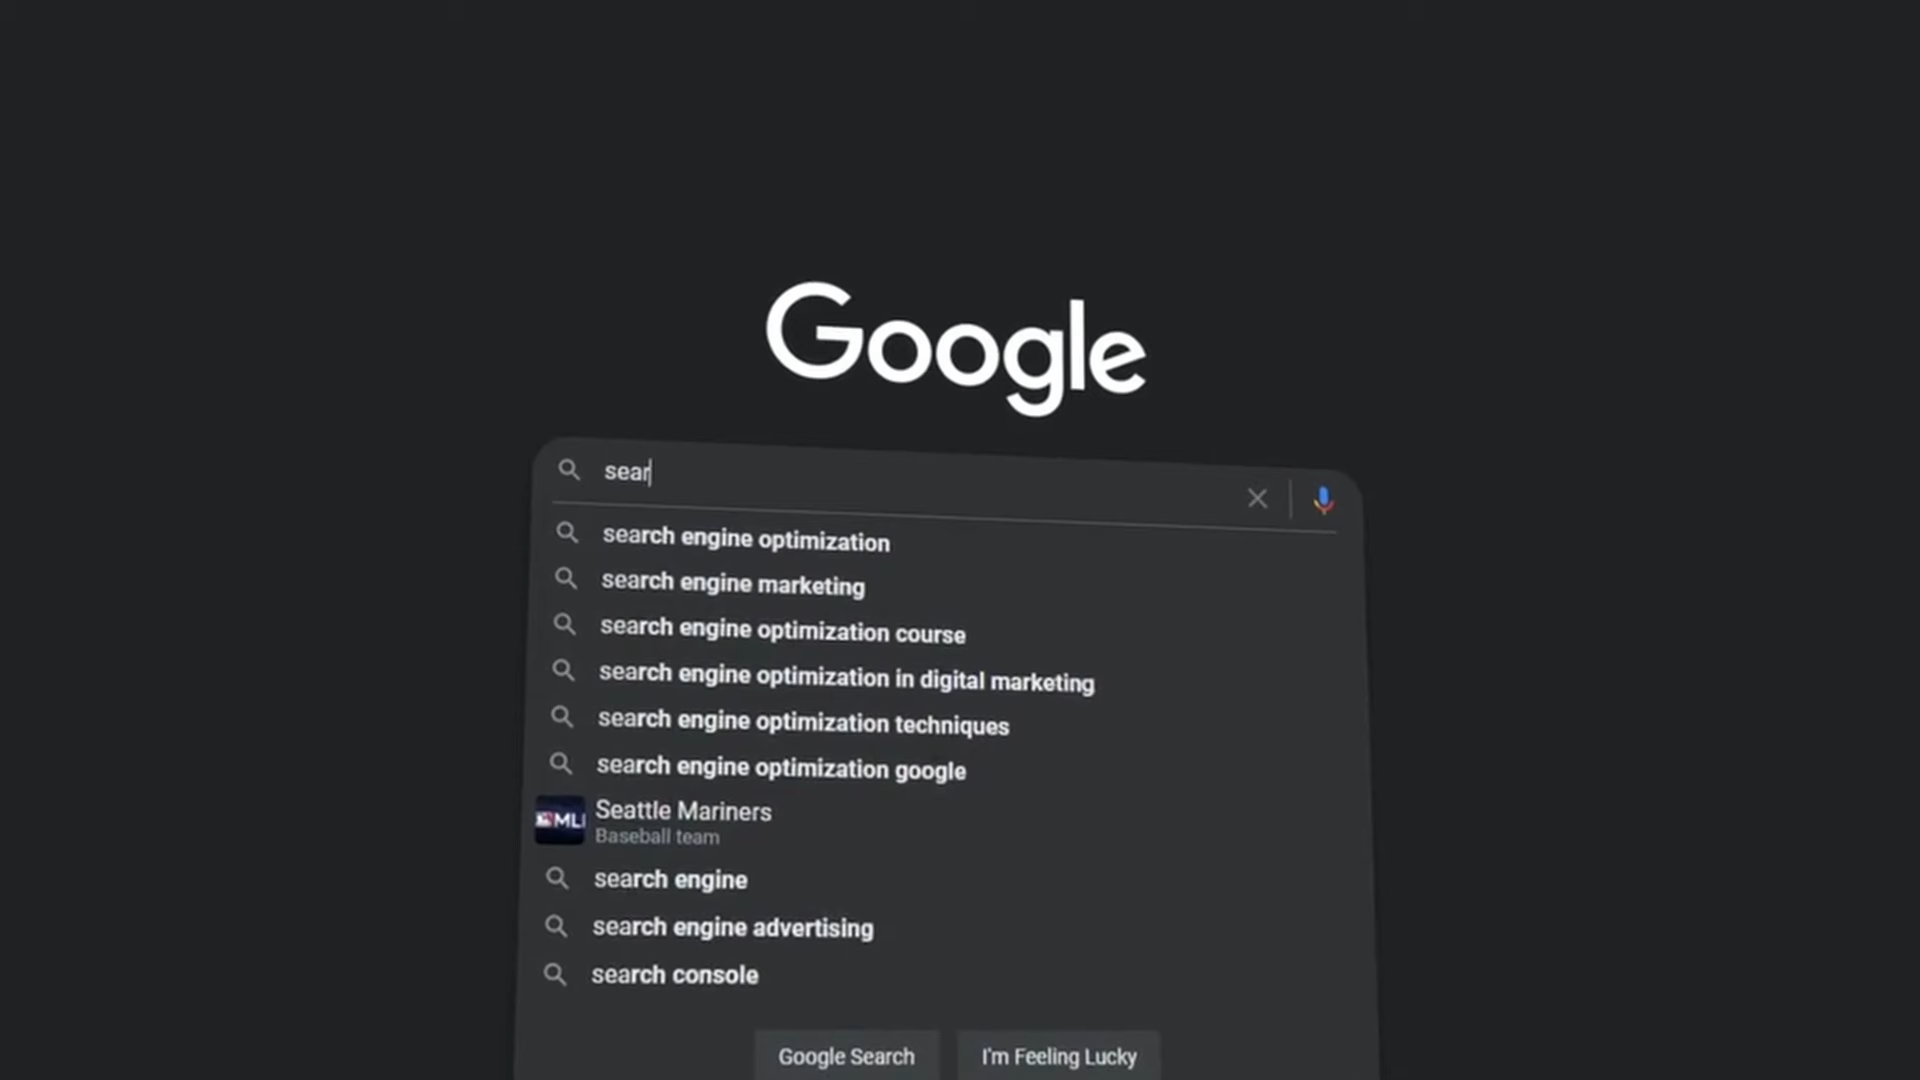 Google
sear
search engine optimization
search engine marketing
search engine optimization course
search engine optimization in digital marketing
search engine optimization techniques
search engine optimization google
Seattle Mariners
Baseball team
search engine
search engine advertising
search console
Google Search
I'm Feeling Lucky